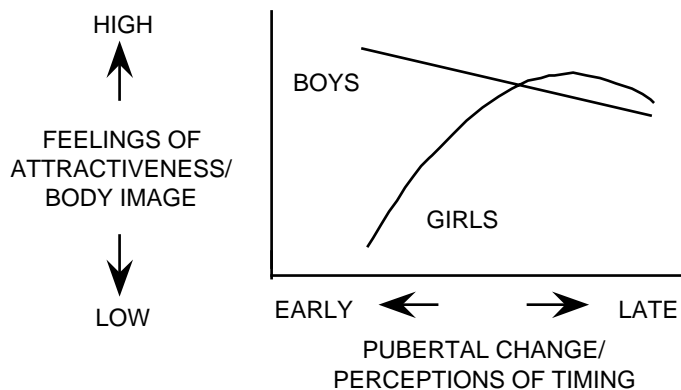 HIGH
FEELINGS OF
ATTRACTIVENESS/
BODY IMAGE
LOW
BOYS
GIRLS
EARLY
LATE
PUBERTAL CHANGE/
PERCEPTIONS OF TIMING